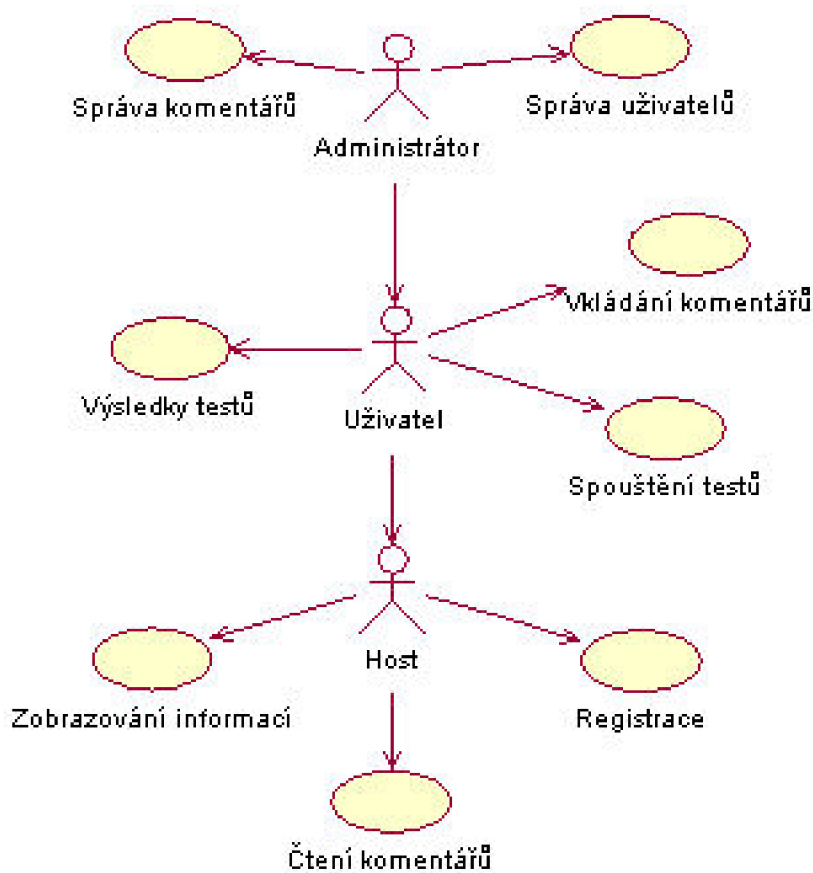 Správa komentářů
Správa uživatelů
Administrátor
Vkládání komentářů
Výsledky testů
Uživatel
Spouštění testů
Host
Zobrazování informací
Registrace
Čtení komentářů